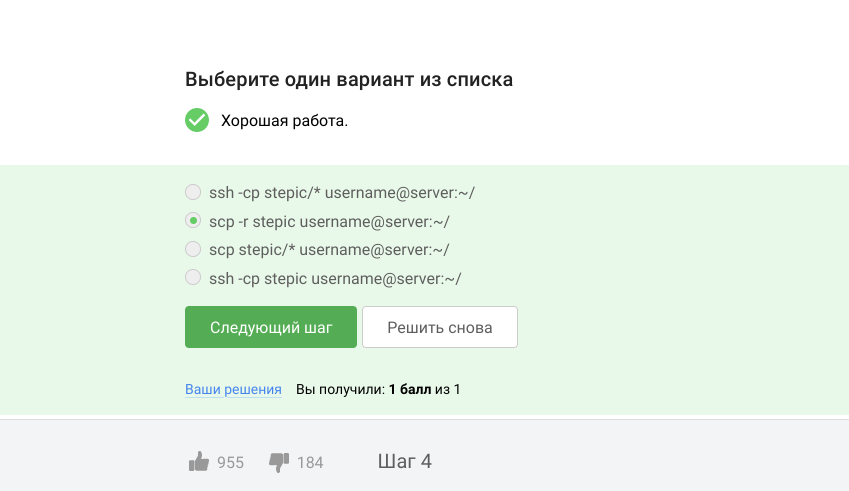 Выберите один вариант из списка
Хорошая работа.
ssh -cp stepic/* username@server:~/
scp -r stepic username@server:~/
scp stepic/* username@server:~/
ssh -cp stepic username@server:~/
Следующий шаг Решить снова
Ваши решения Вы получили: 1 балл из 1
955 184 Шаг 4